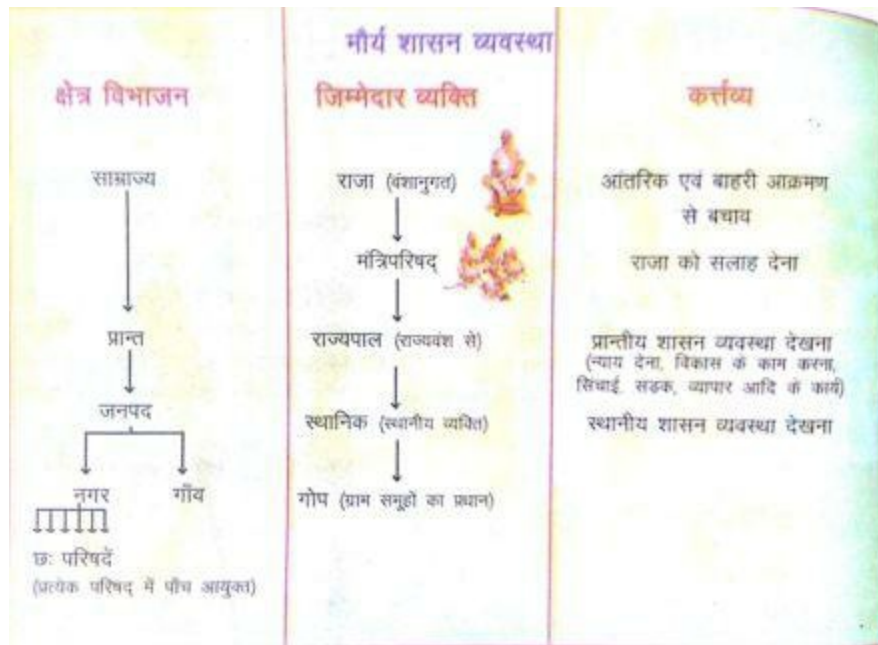 मौर्य शासन व्यवस्था
क्षेत्र विभाजन
जिम्मेदार व्यक्ति
कर्त्तव्य
साम्राज्य
राजा (वंशानुगत)
आंतरिक एवं बाहरी आक्रमण
से बचाव
मंत्रिपरिषद्
राजा को सलाह देना
प्रान्त
राज्यपाल (राज्यवंश से)
प्रान्तीय शासन व्यवस्था देखना
(न्याय देना, विकास के काम करना,
सिंचाई, सड़क, व्यापार आदि के कार्य)
जनपद
स्थानिक (स्थानीय व्यक्ति)
स्थानीय शासन व्यवस्था देखना
नगर
गाँव
गोप (ग्राम समूहों का प्रधान)
छः परिषदें
(प्रत्येक परिषद् में पाँच आयुक्त)